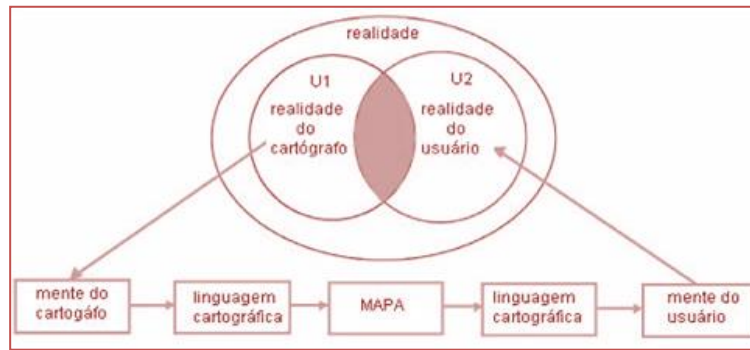 realidade
U1
U2
realidade
do
cartógrafo
realidade
do
usuário
mente do
cartogáfo
linguagem
cartográfica
MAPA
linguagem
cartográfica
mente do
usuário